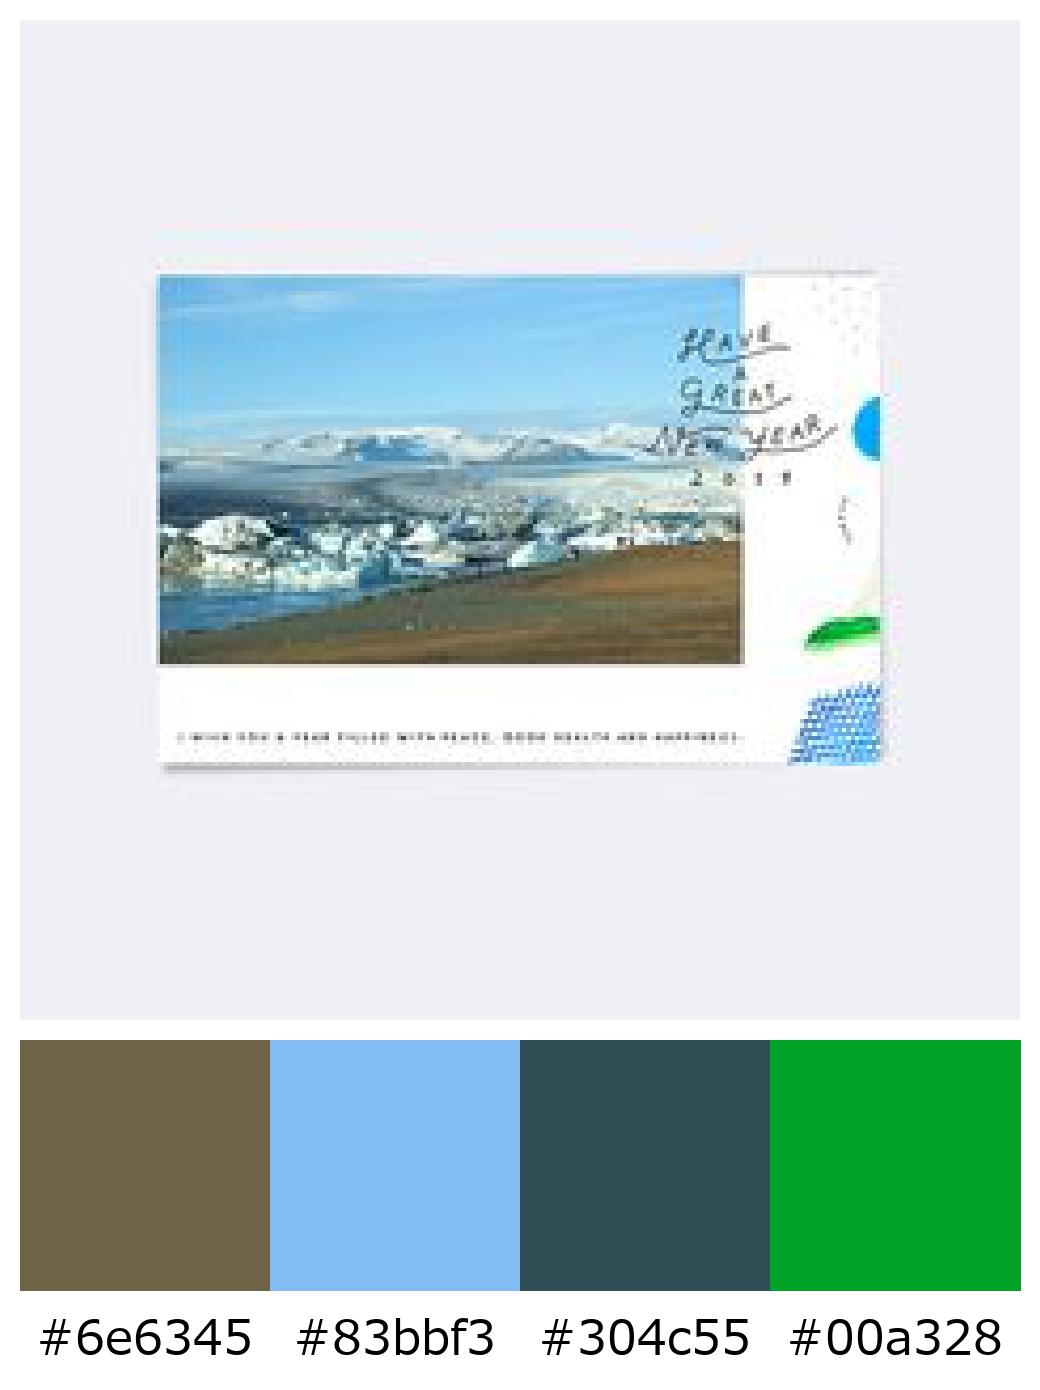 HAVE
A
GREAT
NEW YEAR
2019
I WISH YOU A YEAR FILLED WITH PEACE, GOOD HEALTH AND HAPPINESS.
#6e6345 #83bbf3 #304c55 #00a328